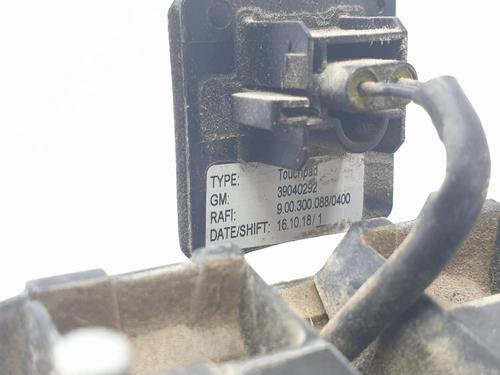 TYPE: Touchpad
GM: 39040292
RAFI: 9.00.300.088/0400
DATE/SHIFT: 16.10.18/ 1